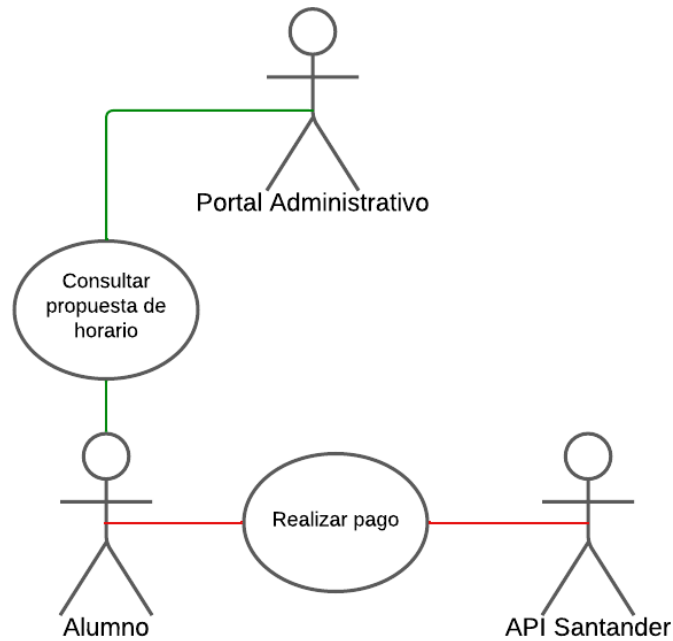 Portal Administrativo
Consultar
propuesta de
horario
Realizar pago
Alumno
API Santander